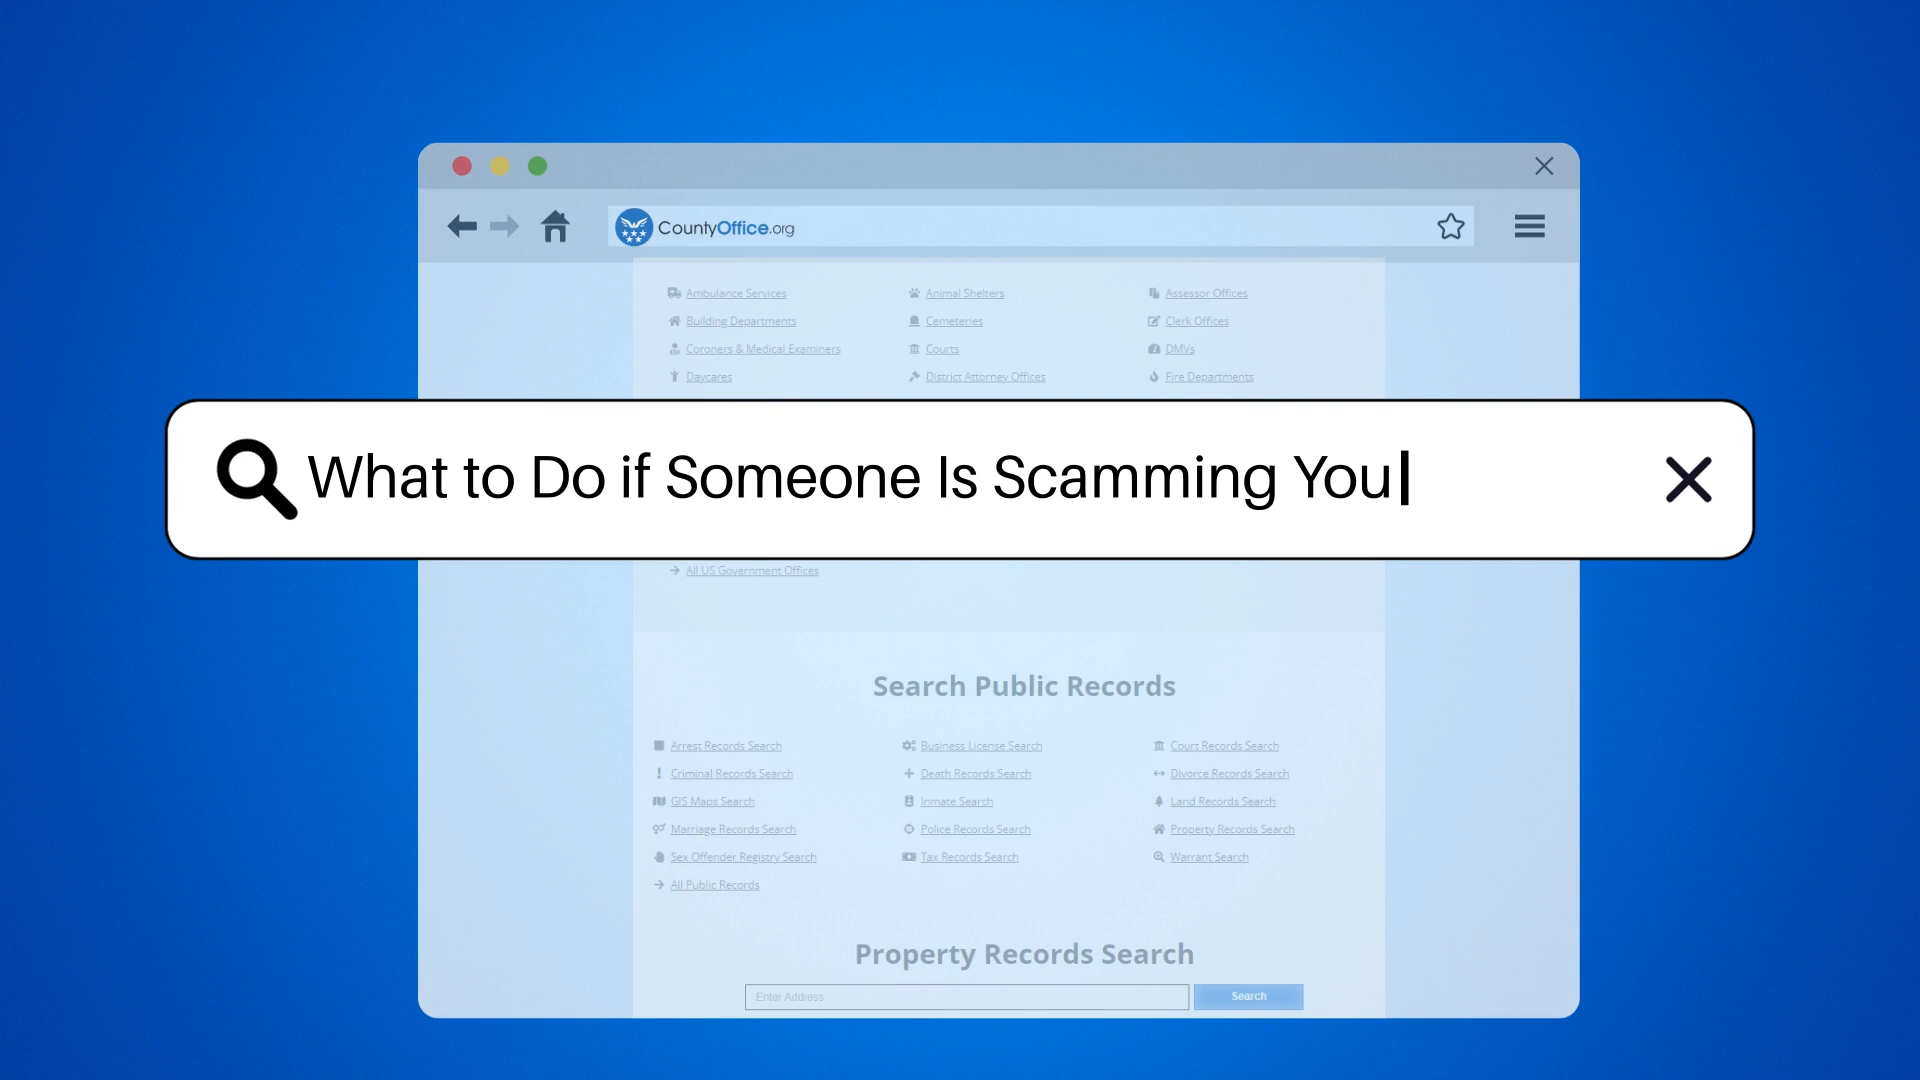 CountyOffice.org
Ambulance Services Animal Shelters Assessor Offices
Building Departments Cemeteries Clerk Offices
Coroners & Medical Examiners Courts DMVs
Daycares District Attorney Offices Fire Departments
What to Do if Someone Is Scamming You
All US Government Offices
Search Public Records
Arrest Records Search Business License Search Court Records Search
Criminal Records Search Death Records Search Divorce Records Search
GIS Maps Search Inmate Search Land Records Search
Marriage Records Search Police Records Search Property Records Search
Sex Offender Registry Search Tax Records Search Warrant Search
All Public Records
Property Records Search
Enter Address Search